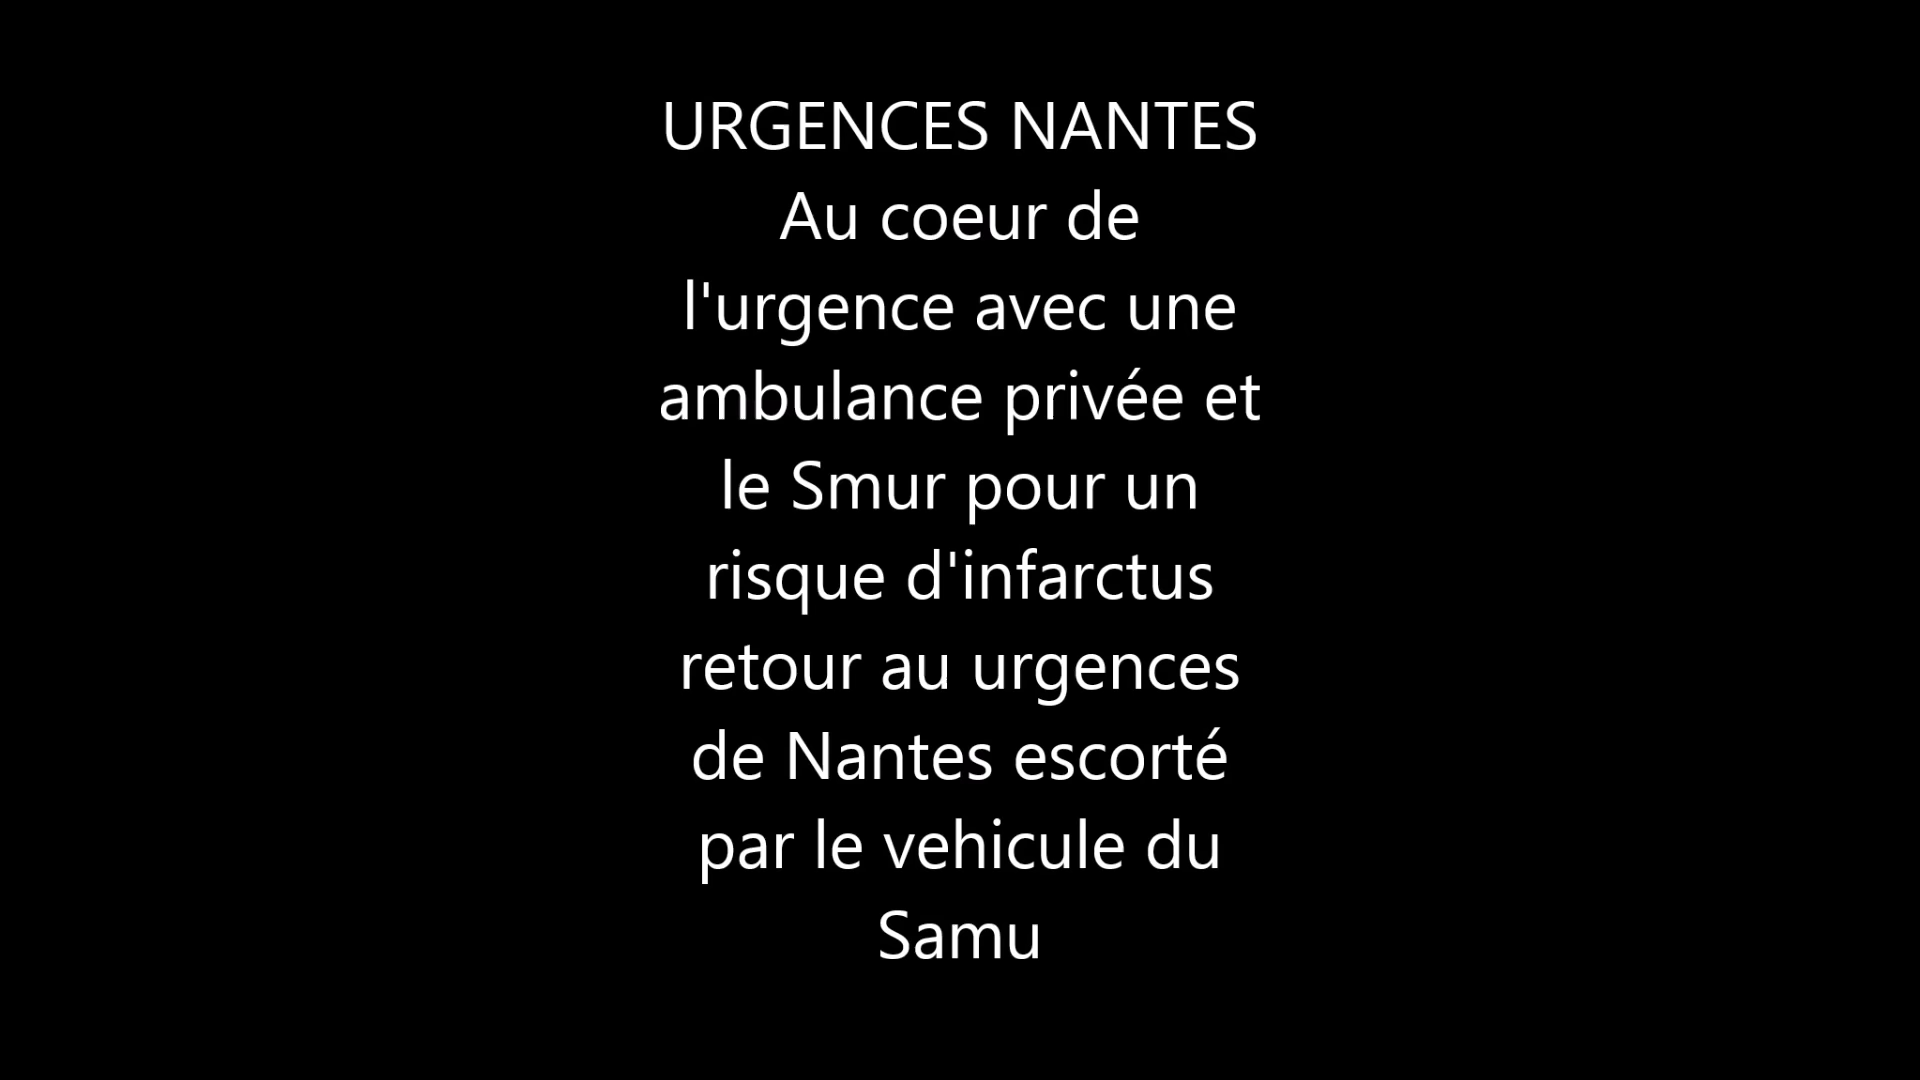 URGENCES NANTES
Au coeur de
l'urgence avec une
ambulance privée et
le Smur pour un
risque d'infarctus
retour au urgences
de Nantes escorté
par le vehicule du
Samu